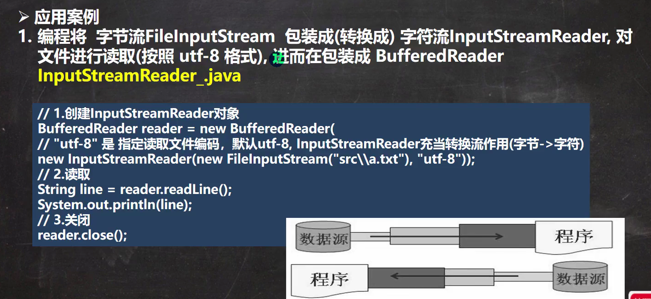 ➢ 应用案例
1. 编程将 字节流FileInputStream 包装成(转换成) 字符流InputStreamReader, 对
文件进行读取(按照 utf-8 格式), 进而在包装成 BufferedReader
InputStreamReader_.java
// 1.创建InputStreamReader对象
BufferedReader reader = new BufferedReader(
// "utf-8" 是 指定读取文件编码，默认utf-8, InputStreamReader充当转换流作用(字节->字符)
new InputStreamReader(new FileInputStream("src\\a.txt"), "utf-8"));
// 2.读取
String line = reader.readLine();
System.out.println(line);
// 3.关闭
reader.close();
数据源
程序
程序
数据源